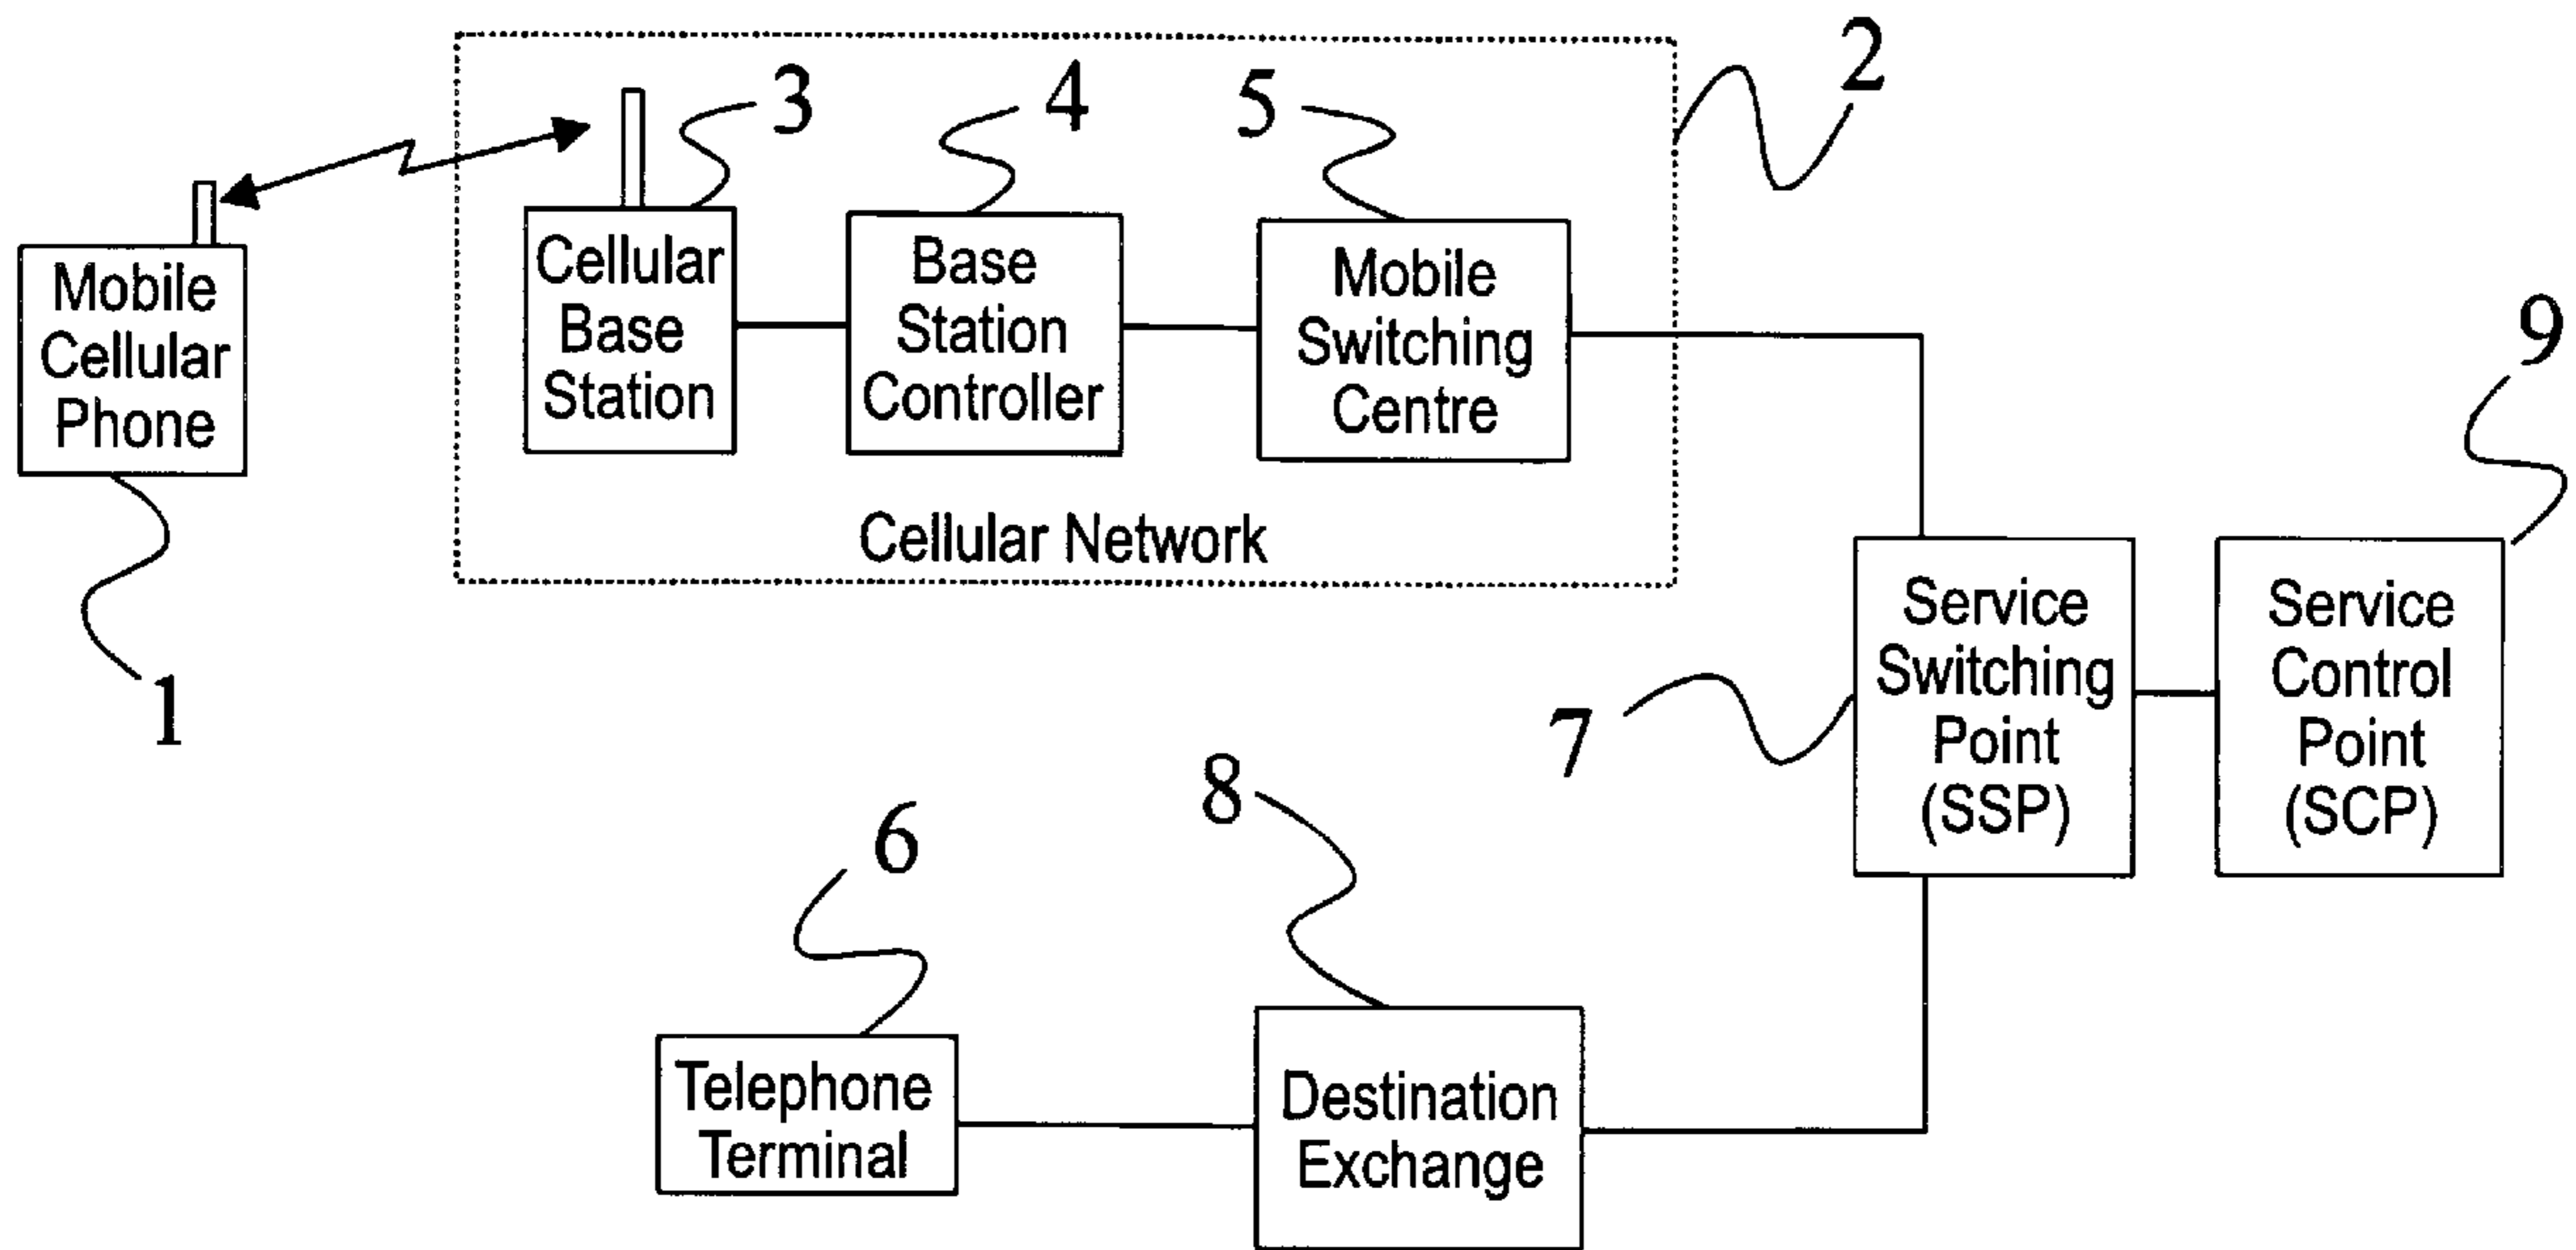 2
3
4
5
Mobile
Cellular
Phone
1
Cellular
Base
Station
Base
Station
Controller
Mobile
Switching
Centre
Cellular Network
9
Service
Switching
Point
(SSP)
Service
Control
Point
(SCP)
7
8
6
Telephone
Terminal
Destination
Exchange